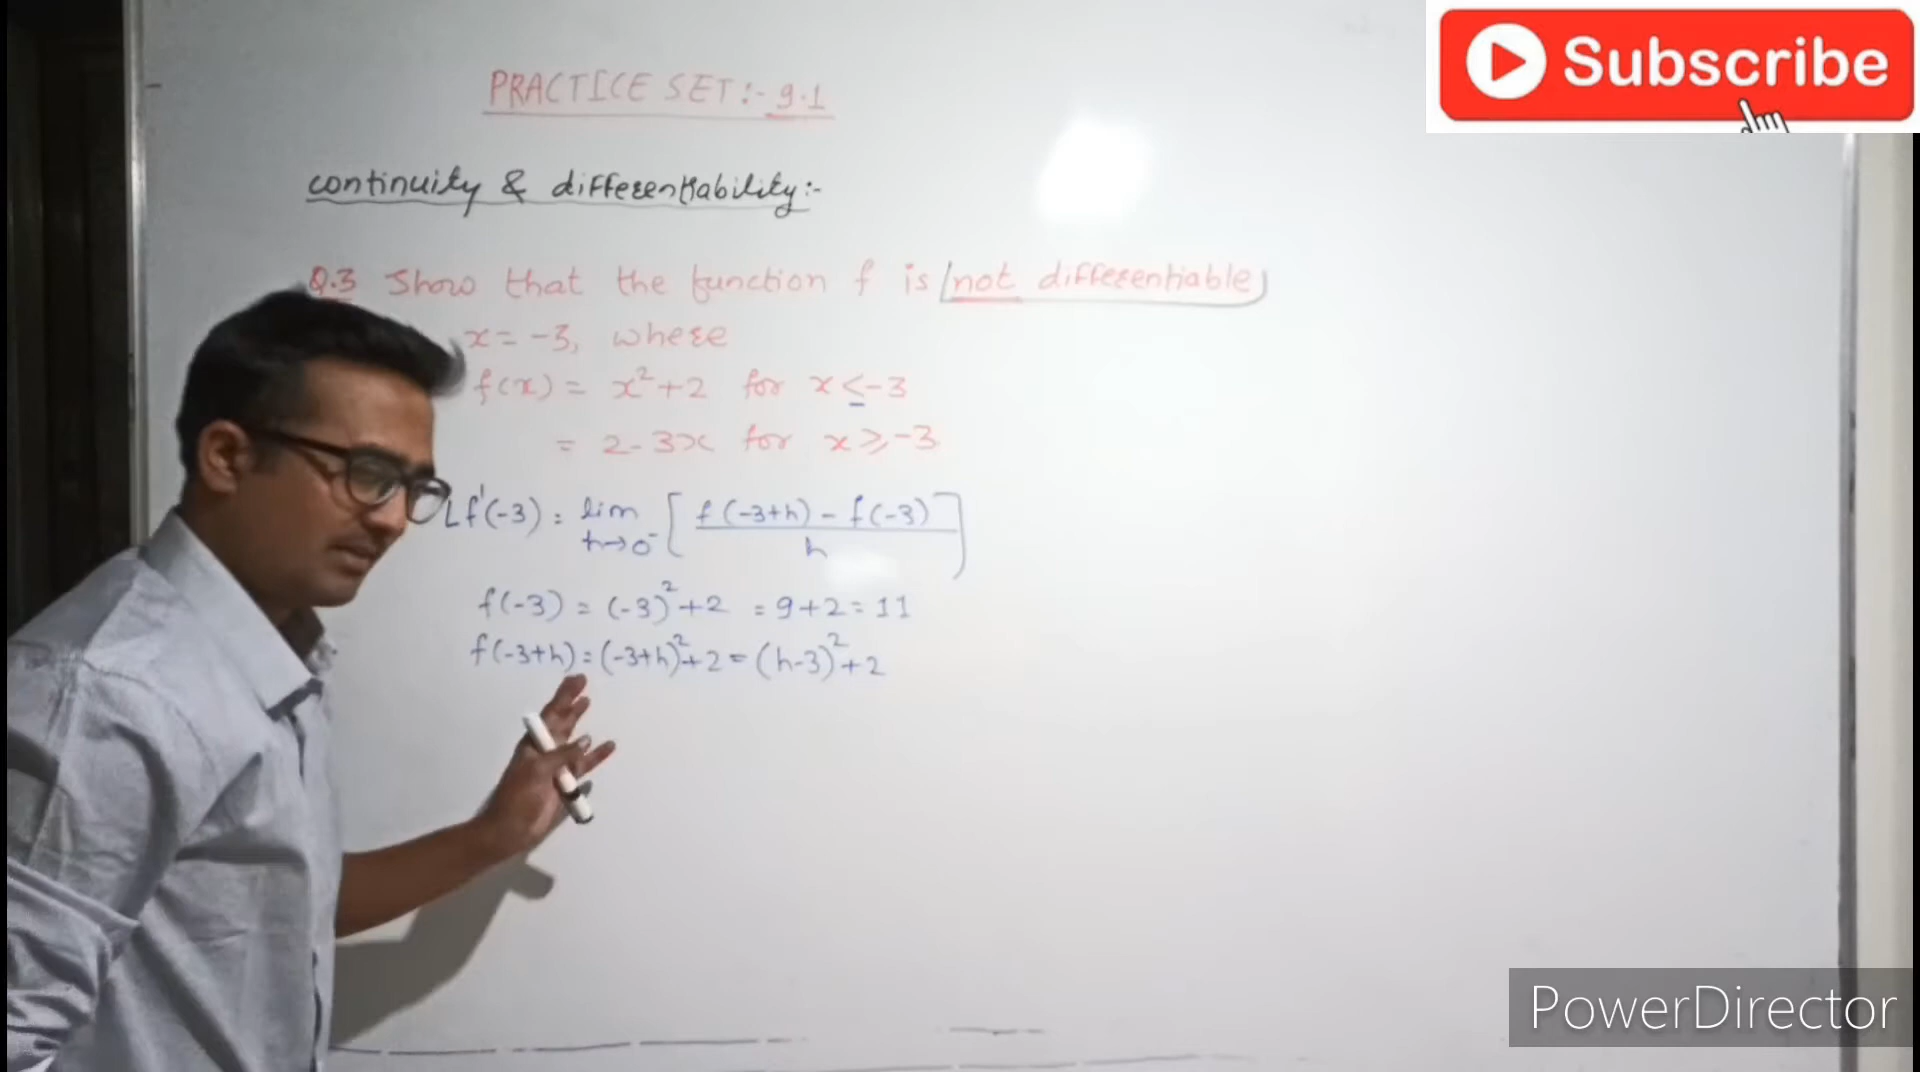 Subscribe
PRACTICE SET:- 9.1
continuity & differentiability:-
Q.3 Show that the function f is not differentiable
x = -3, where
f(x) = x²+2 for x ≤ -3
= 2-3x for x ≥ -3
Lf'(-3) = lim h→0⁻ [ f(-3+h) - f(-3) / h ]
f(-3) = (-3)²+2 = 9+2 = 11
f(-3+h) = (-3+h)²+2 = (h-3)²+2
PowerDirector